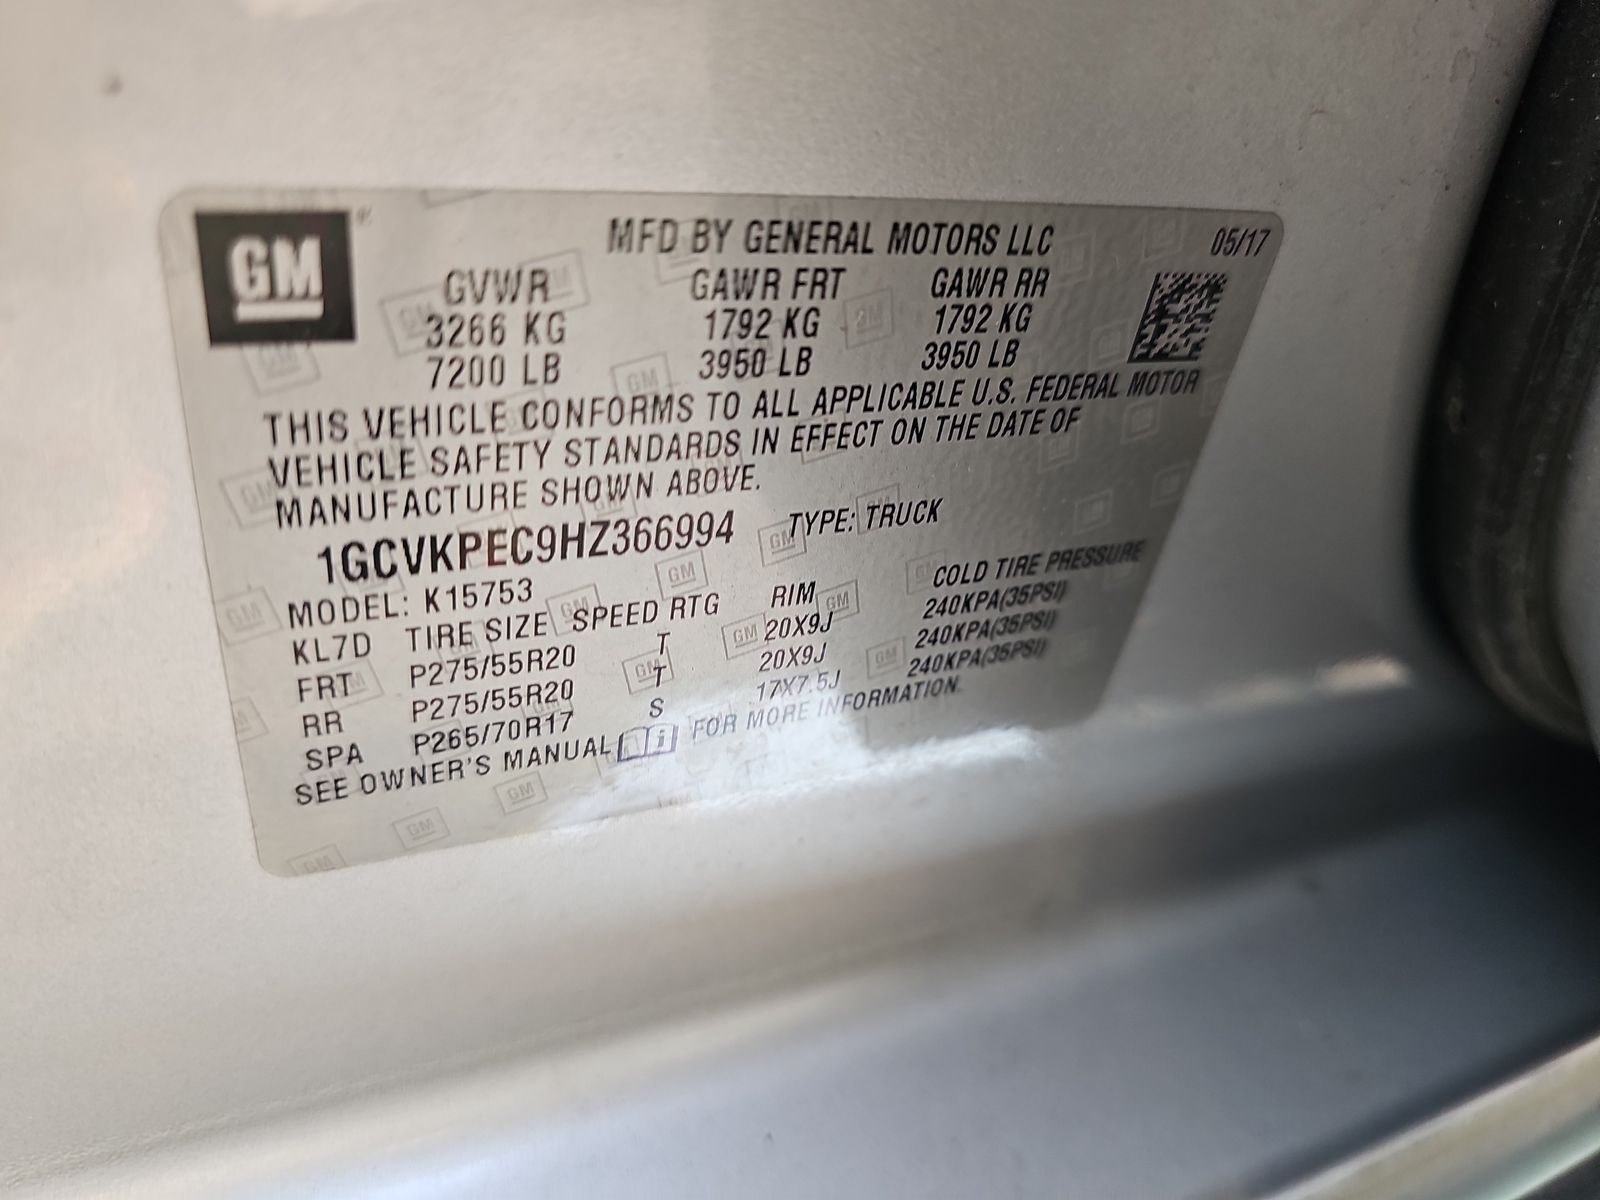 GM
MFD BY GENERAL MOTORS LLC 05/17
GVWR GAWR FRT GAWR RR
3266 KG 1792 KG 1792 KG
7200 LB 3950 LB 3950 LB
THIS VEHICLE CONFORMS TO ALL APPLICABLE U.S. FEDERAL MOTOR
VEHICLE SAFETY STANDARDS IN EFFECT ON THE DATE OF
MANUFACTURE SHOWN ABOVE.
1GCVKPEC9HZ366994 TYPE: TRUCK
MODEL: K15753
KL7D TIRE SIZE SPEED RTG RIM COLD TIRE PRESSURE
FRT P275/55R20 T 20X9J 240KPA(35PSI)
RR P275/55R20 T 20X9J 240KPA(35PSI)
SPA P265/70R17 S 17X7.5J 240KPA(35PSI)
SEE OWNER'S MANUAL i FOR MORE INFORMATION.